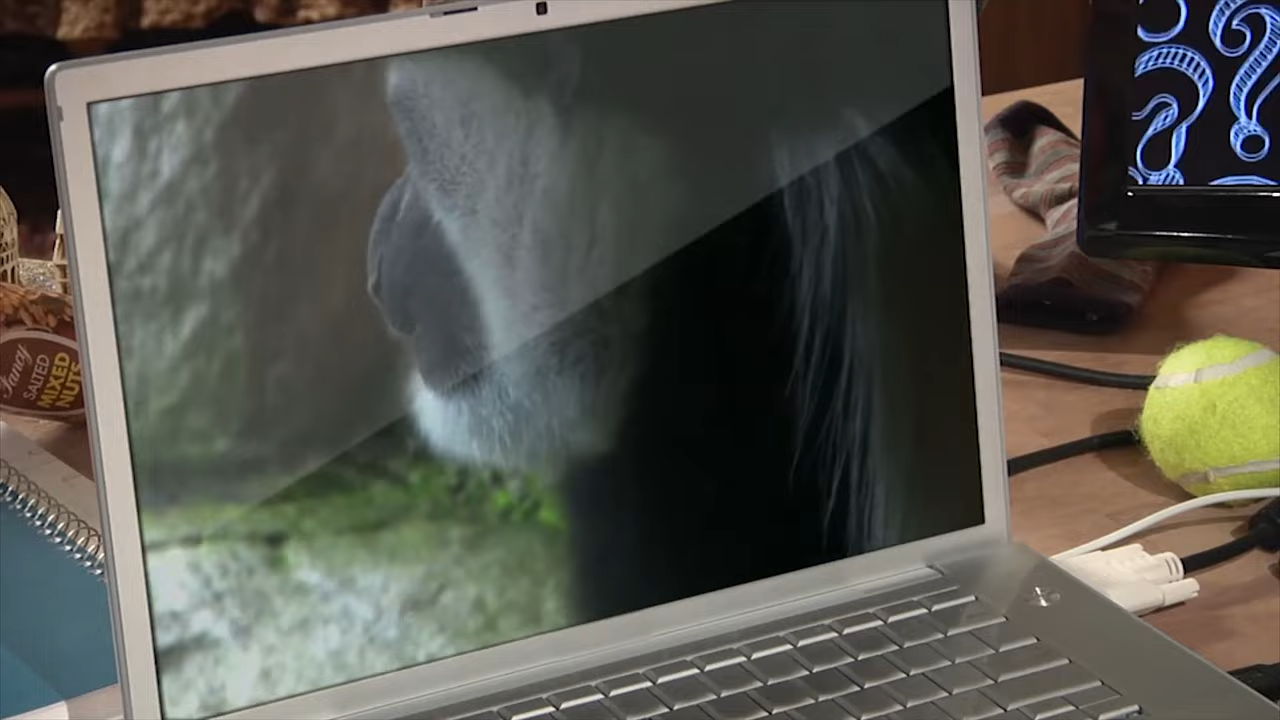 Fancy
SALTED
MIXED
NUTS
? ? ?